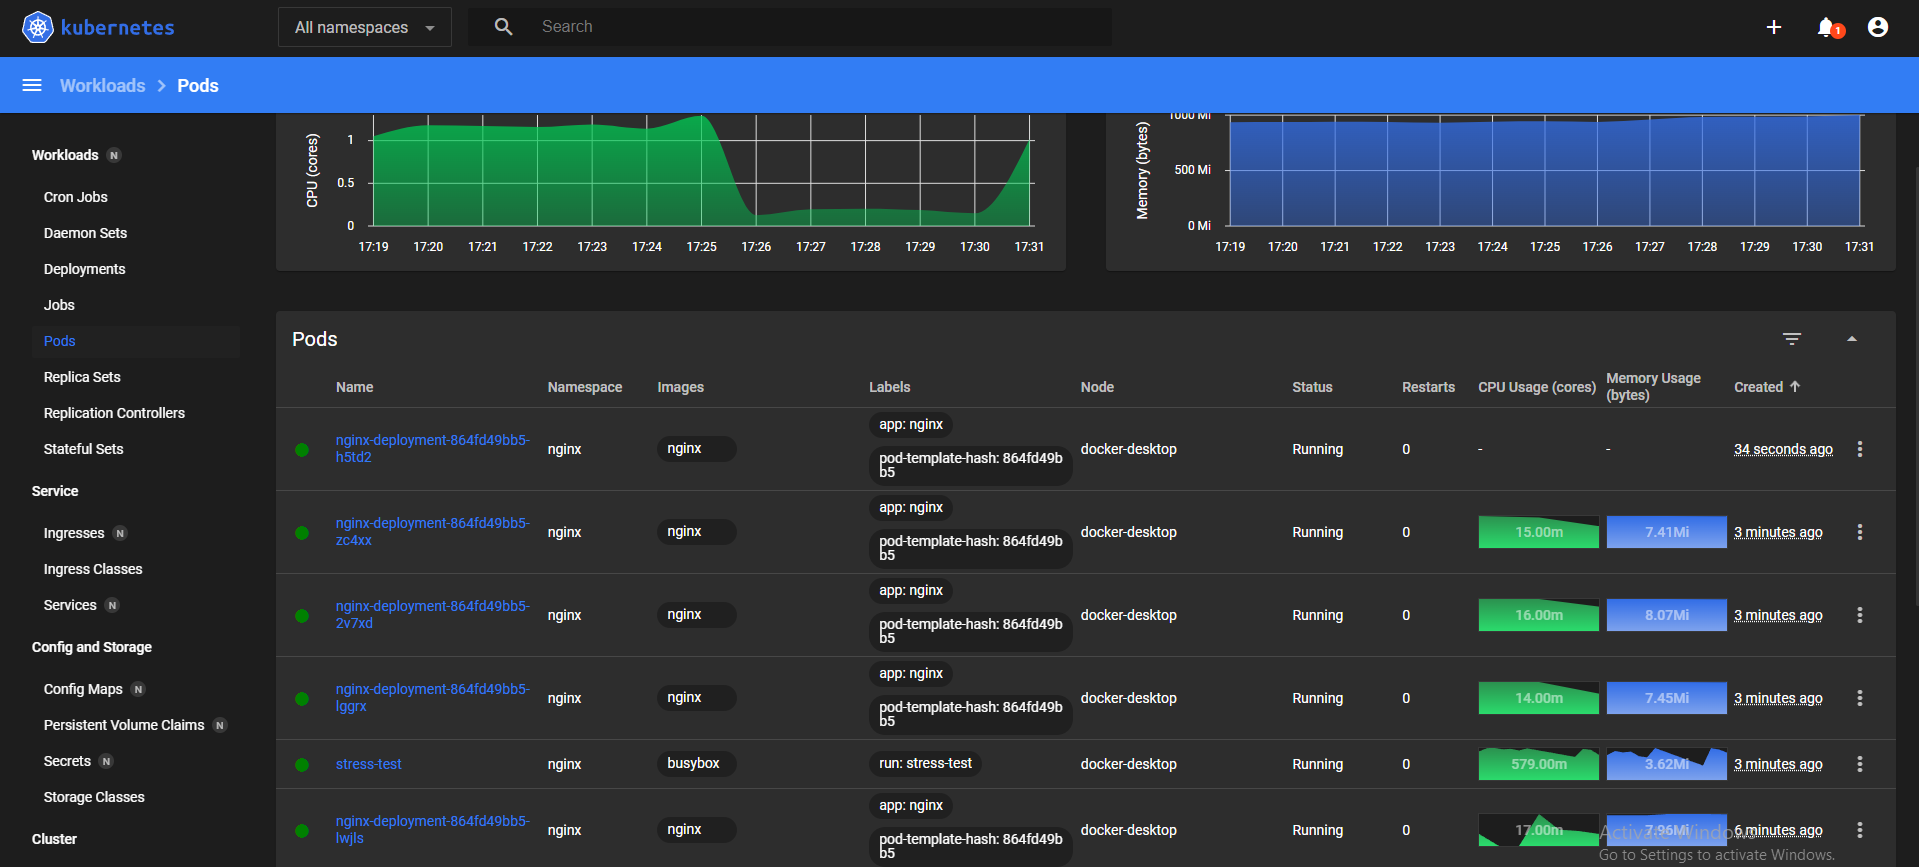 kubernetes
All namespaces
Search
1
Workloads
Pods
Workloads N
Cron Jobs
Daemon Sets
Deployments
Jobs
Pods
Replica Sets
Replication Controllers
Stateful Sets
Service
Ingresses N
Ingress Classes
Services N
Config and Storage
Config Maps N
Persistent Volume Claims N
Secrets N
Storage Classes
Cluster
CPU (cores)
1
0.5
0
17:19 17:20 17:21 17:22 17:23 17:24 17:25 17:26 17:27 17:28 17:29 17:30 17:31
Memory (bytes)
1000 Mi
500 Mi
0 Mi
17:19 17:20 17:21 17:22 17:23 17:24 17:25 17:26 17:27 17:28 17:29 17:30 17:31
Pods
Name Namespace Images Labels Node Status Restarts CPU Usage (cores) Memory Usage
(bytes) Created
nginx-deployment-864fd49bb5-
h5td2
nginx
nginx
app: nginx
pod-template-hash: 864fd49b
b5
docker-desktop
Running
0
-
-
34 seconds ago
nginx-deployment-864fd49bb5-
zc4xx
nginx
nginx
app: nginx
pod-template-hash: 864fd49b
b5
docker-desktop
Running
0
15.00m
7.41Mi
3 minutes ago
nginx-deployment-864fd49bb5-
2v7xd
nginx
nginx
app: nginx
pod-template-hash: 864fd49b
b5
docker-desktop
Running
0
16.00m
8.07Mi
3 minutes ago
nginx-deployment-864fd49bb5-
lggrx
nginx
nginx
app: nginx
pod-template-hash: 864fd49b
b5
docker-desktop
Running
0
14.00m
7.45Mi
3 minutes ago
stress-test
nginx
busybox
run: stress-test
docker-desktop
Running
0
579.00m
3.62Mi
3 minutes ago
nginx-deployment-864fd49bb5-
lwjls
nginx
nginx
app: nginx
pod-template-hash: 864fd49b
b5
docker-desktop
Running
0
17.00m
7.96Mi
6 minutes ago
Activate Windows
Go to Settings to activate Windows.